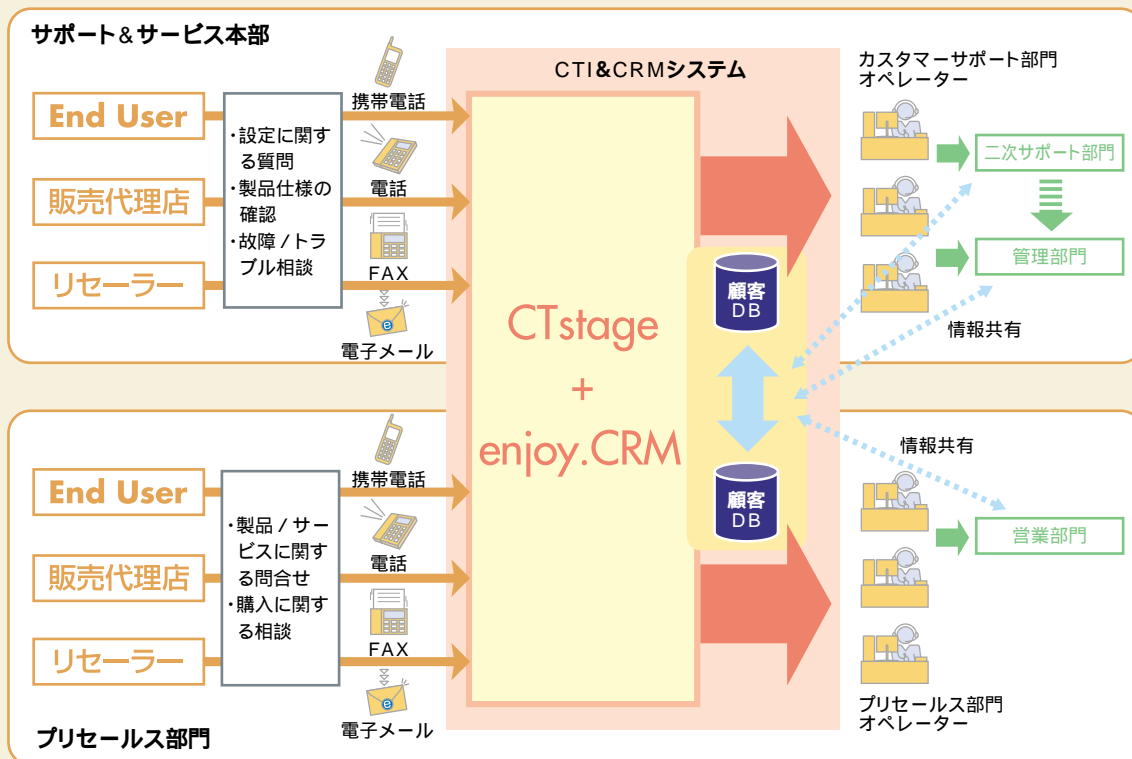 サポート&サービス本部
End User
販売代理店
リセーラー
・設定に関す
る質問
・製品仕様の
確認
・故障/トラ
ブル相談
携帯電話
電話
FAX
電子メール
CTI&CRMシステム
CTstage
+
enjoy.CRM
顧客
DB
顧客
DB
カスタマーサポート部門
オペレーター
二次サポート部門
管理部門
情報共有
End User
販売代理店
リセーラー
・製品/サー
ビスに関す
る問合せ
・購入に関す
る相談
携帯電話
電話
FAX
電子メール
情報共有
営業部門
プリセールス部門
オペレーター
プリセールス部門